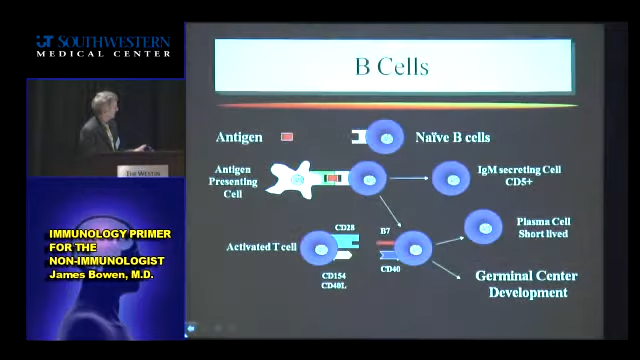 UT SOUTHWESTERN
MEDICAL CENTER
B Cells
Antigen
Naïve B cells
Antigen
Presenting
Cell
IgM secreting Cell
CD5+
Plasma Cell
Short lived
CD28
B7
Activated T cell
CD154
CD40L
CD40
Germinal Center
Development
THE WESTIN
IMMUNOLOGY PRIMER
FOR THE
NON-IMMUNOLOGIST
James Bowen, M.D.